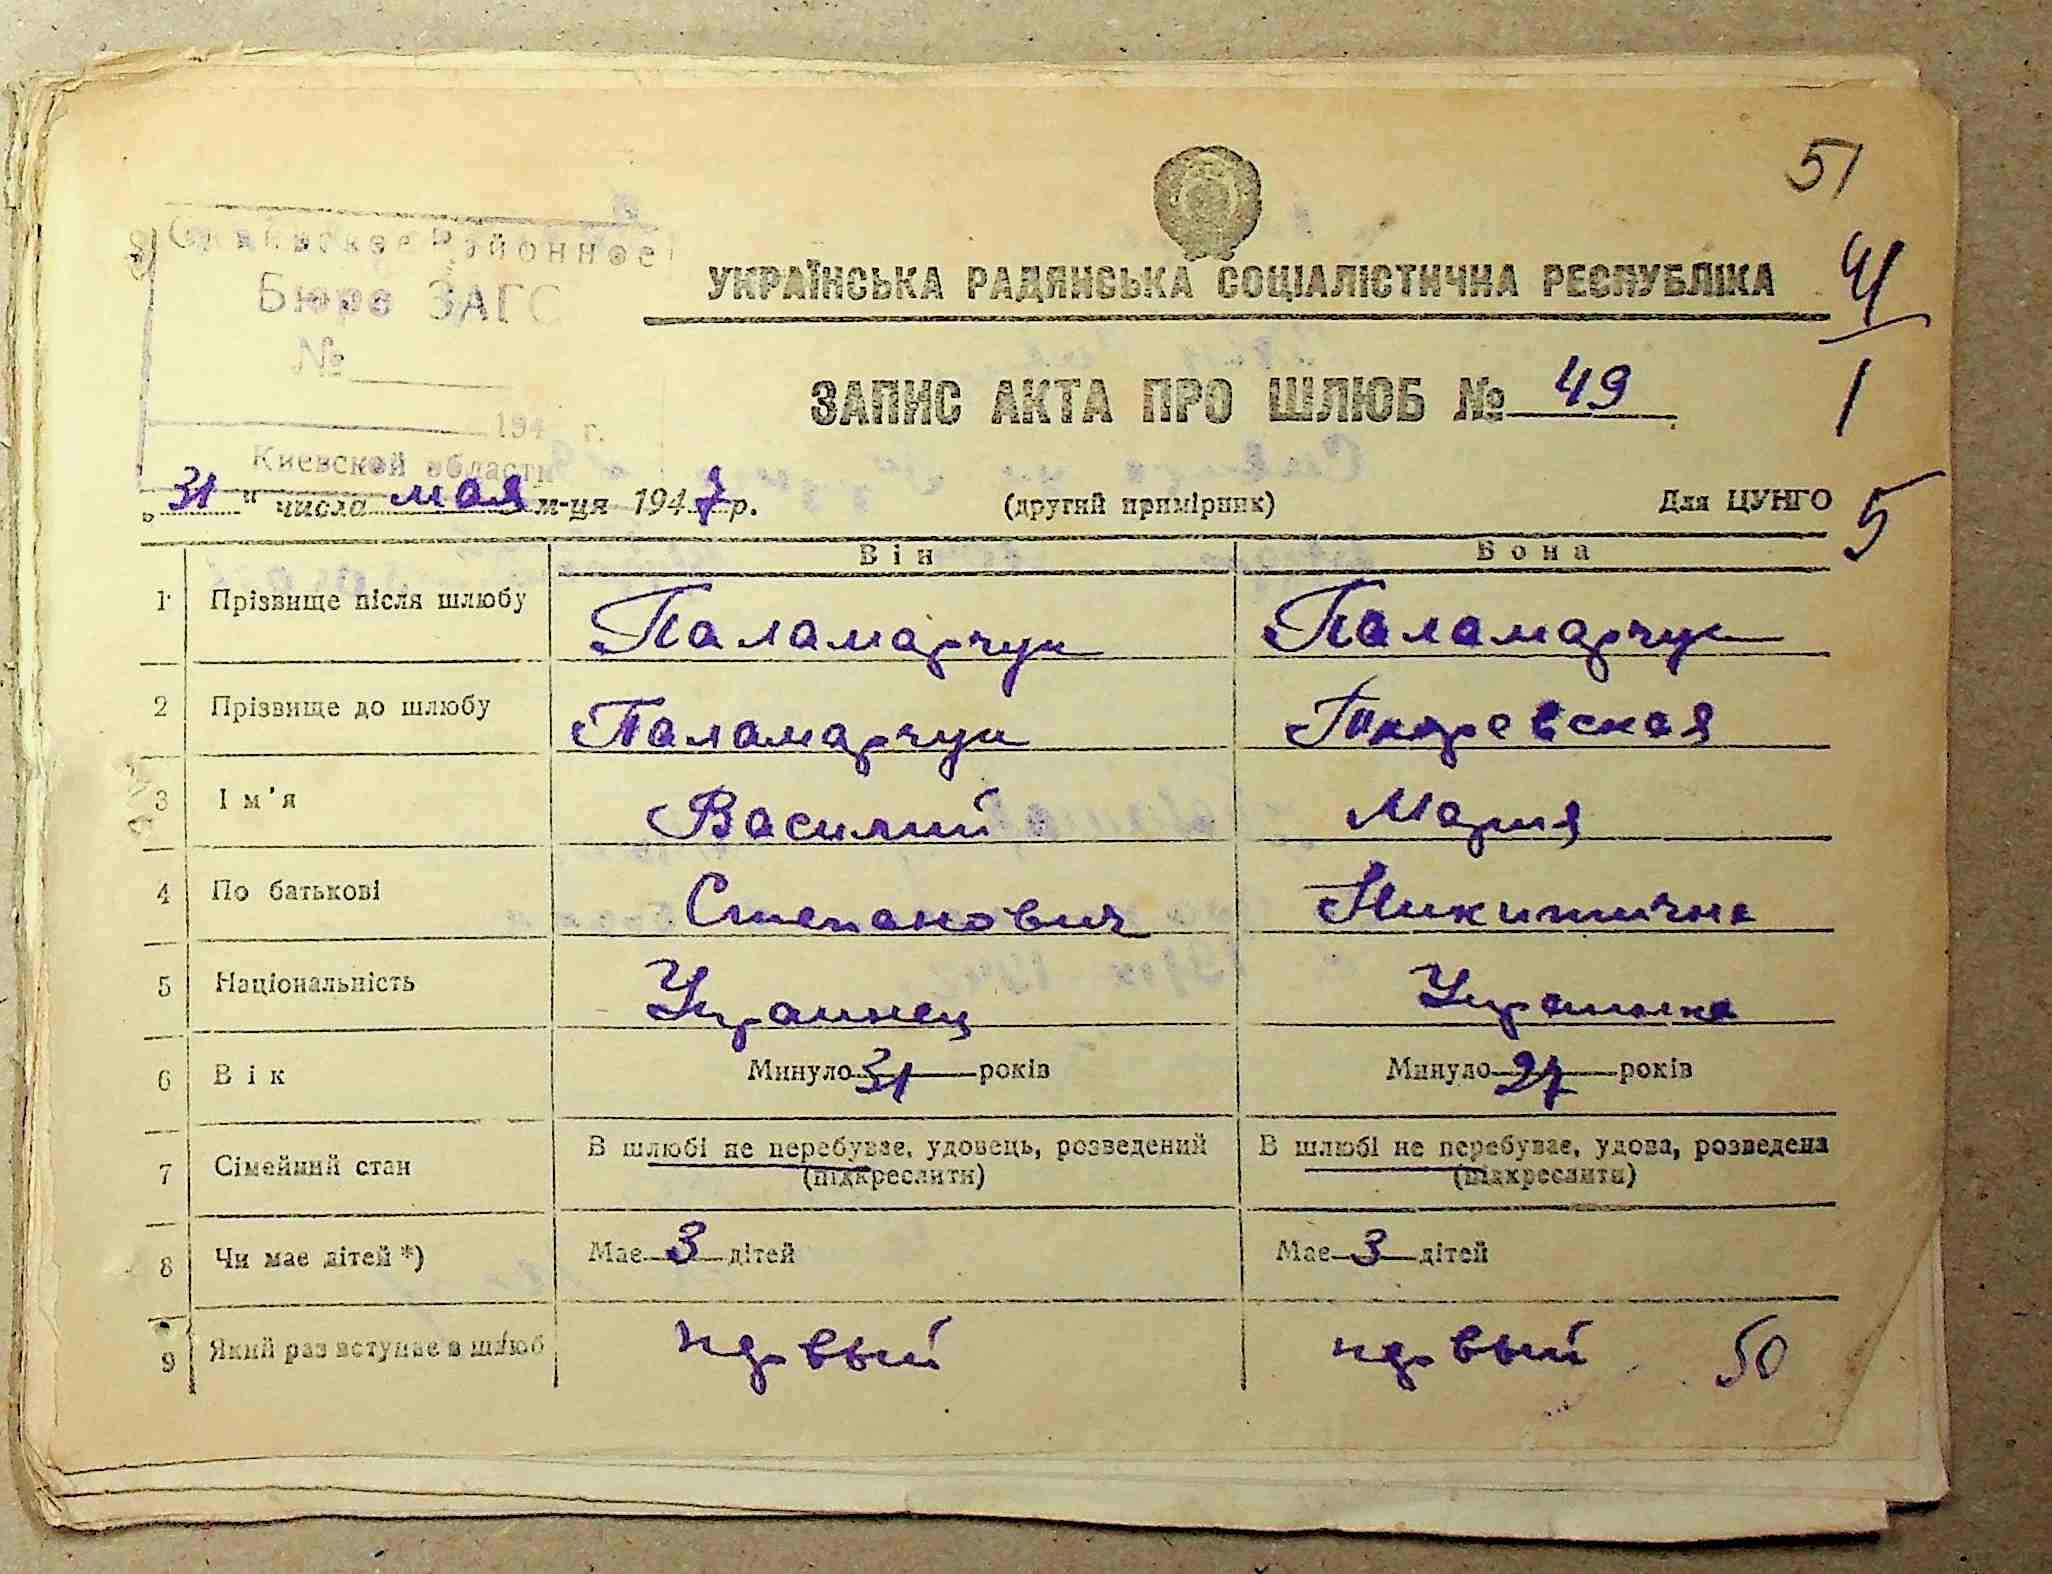 51
Районное
Бюро ЗАГС
УКРАЇНСЬКА РАДЯНСЬКА СОЦІАЛІСТИЧНА РЕСПУБЛІКА
41
№
ЗАПИС АКТА ПРО ШЛЮБ № 49
1
194 г.
Киевской области
„31“ числа мая м-ця 1947 р. (другий примірник) Для ЦУНГО
5
Він Вона
1 Прізвище після шлюбу Паламарчук Паламарчук
2 Прізвище до шлюбу Паламарчук
3 Ім'я Василий Мария
4 По батькові Степанович Никитична
5 Національність Украинец Украинка
6 Вік Минуло 31 років Минуло 27 років
7 Сімейний стан В шлюбі не перебуває, удовець, розведений В шлюбі не перебуває, удова, розведена
(підкреслити) (підкреслити)
8 Чи має дітей *) Має 3 дітей Має 3 дітей
9 Який раз вступає в шлюб первый первый
50